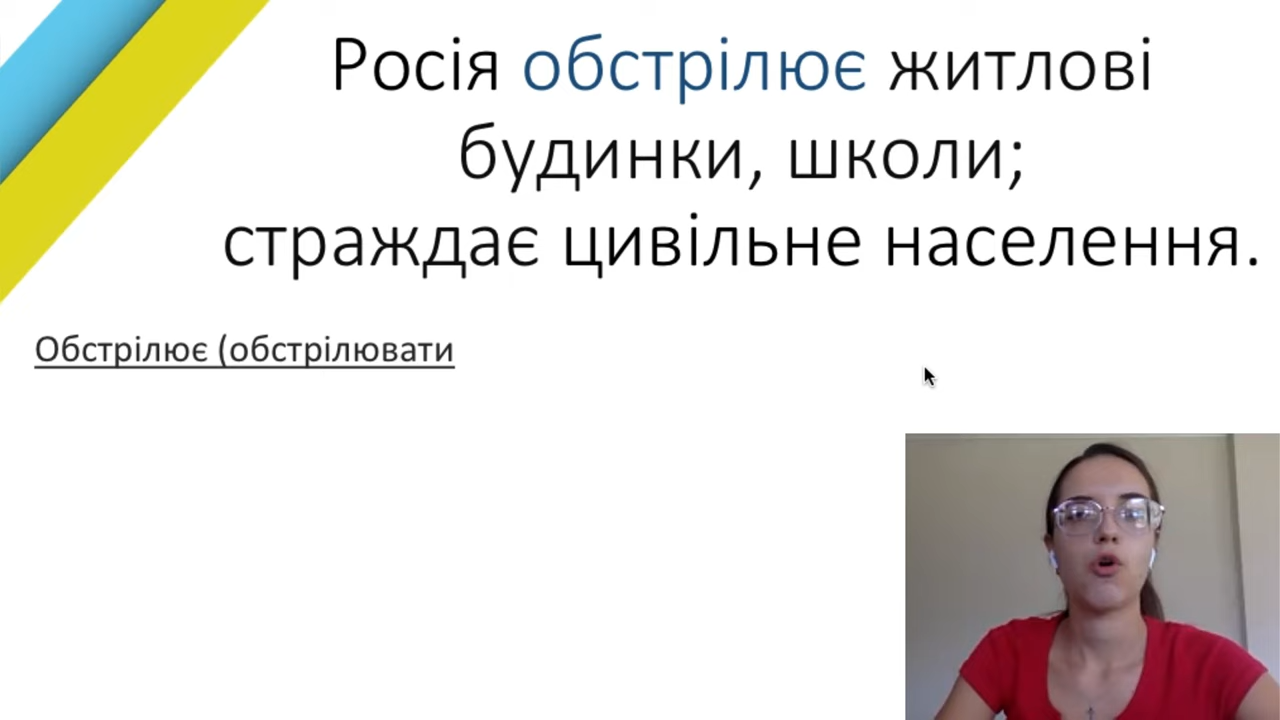 Росія обстрілює житлові
будинки, школи;
страждає цивільне населення.
Обстрілює (обстрілювати